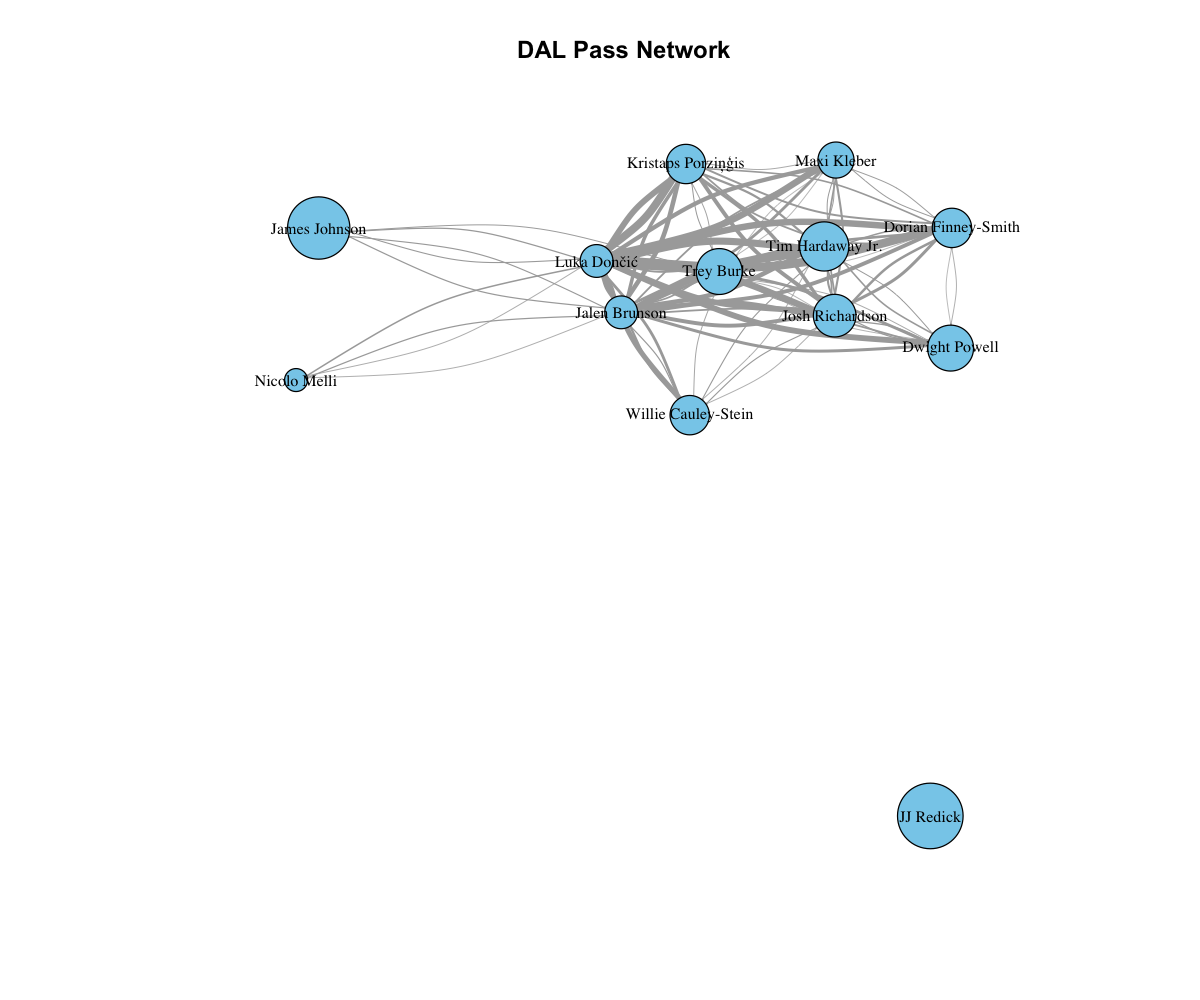 DAL Pass Network
Kristaps Porziņģis
Maxi Kleber
James Johnson
Dorian Finney-Smith
Tim Hardaway Jr.
Luka Dončić
Trey Burke
Jalen Brunson
Josh Richardson
Dwight Powell
Nicolo Melli
Willie Cauley-Stein
JJ Redick